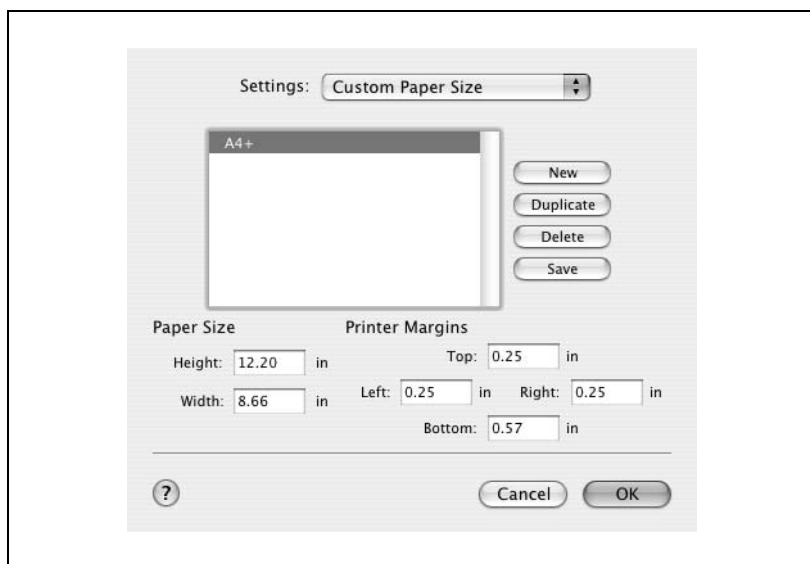 Settings: Custom Paper Size
A4+
New
Duplicate
Delete
Save
Paper Size Printer Margins
Top: 0.25 in
Height: 12.20 in
Left: 0.25 in Right: 0.25 in
Width: 8.66 in
Bottom: 0.57 in
? Cancel OK